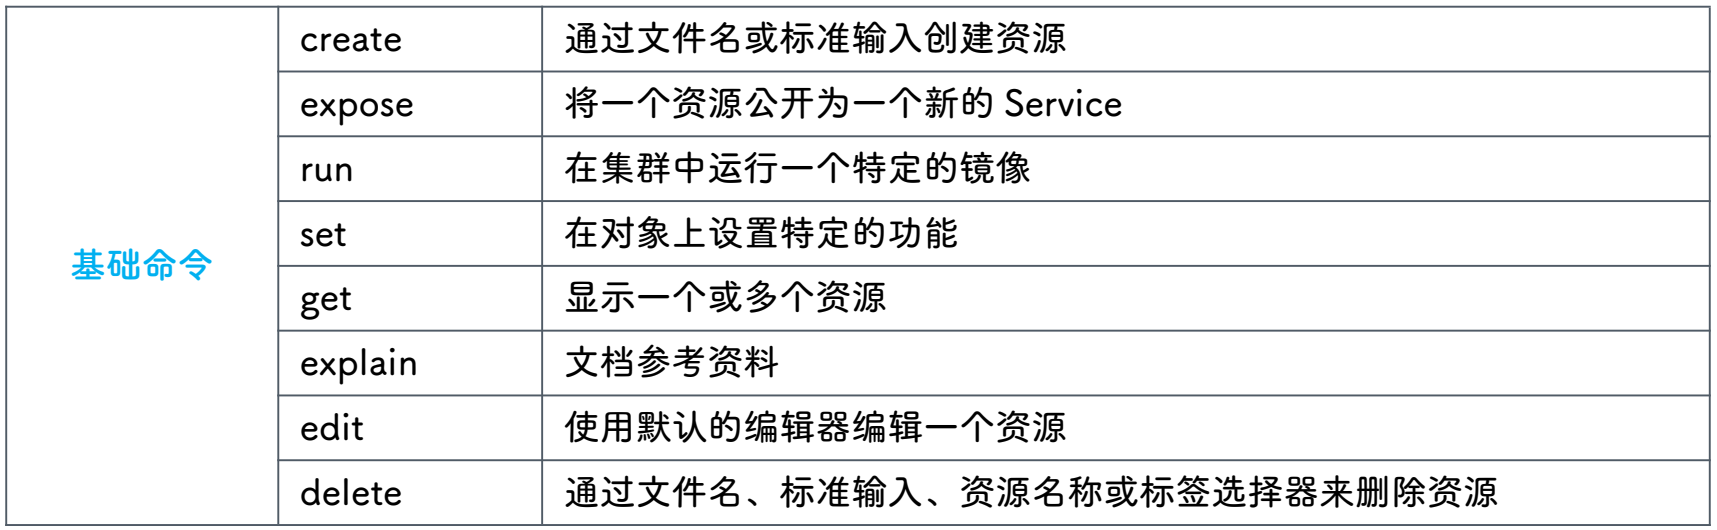 基础命令
create 通过文件名或标准输入创建资源
expose 将一个资源公开为一个新的 Service
run 在集群中运行一个特定的镜像
set 在对象上设置特定的功能
get 显示一个或多个资源
explain 文档参考资料
edit 使用默认的编辑器编辑一个资源
delete 通过文件名、标准输入、资源名称或标签选择器来删除资源